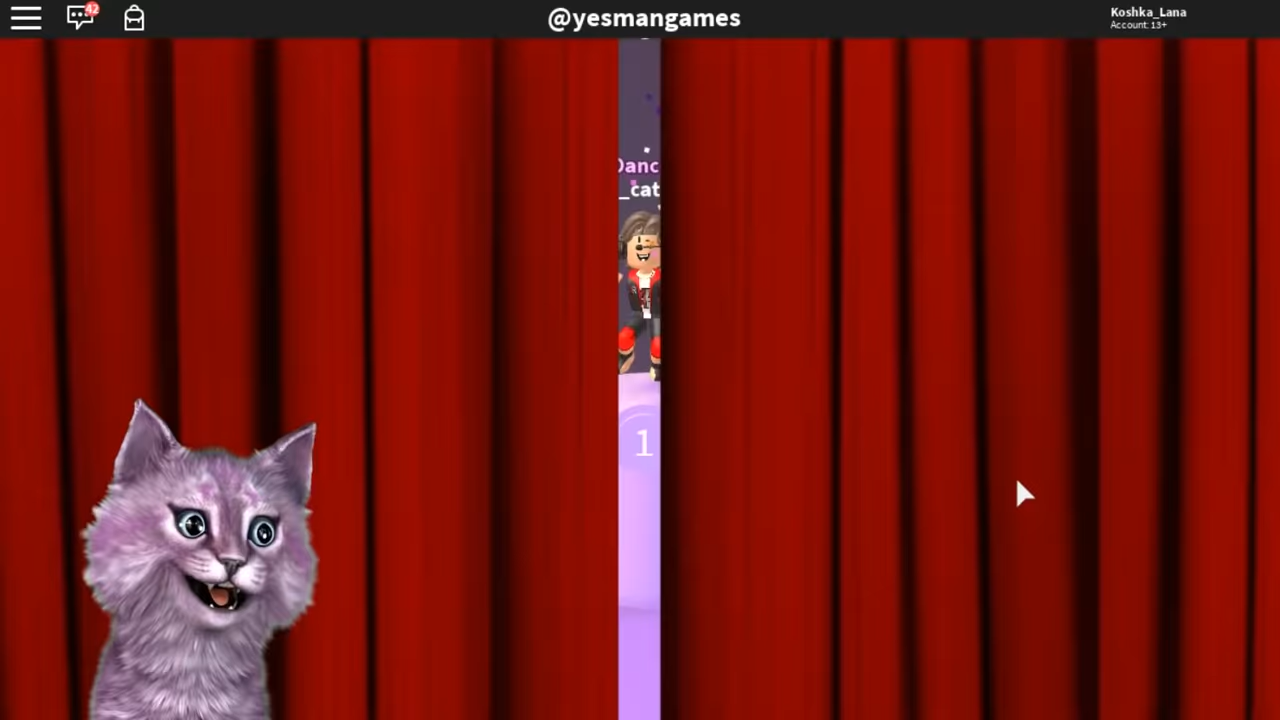 42
@yesmangames
Koshka_Lana
Account: 13+
Danc
_cat
1